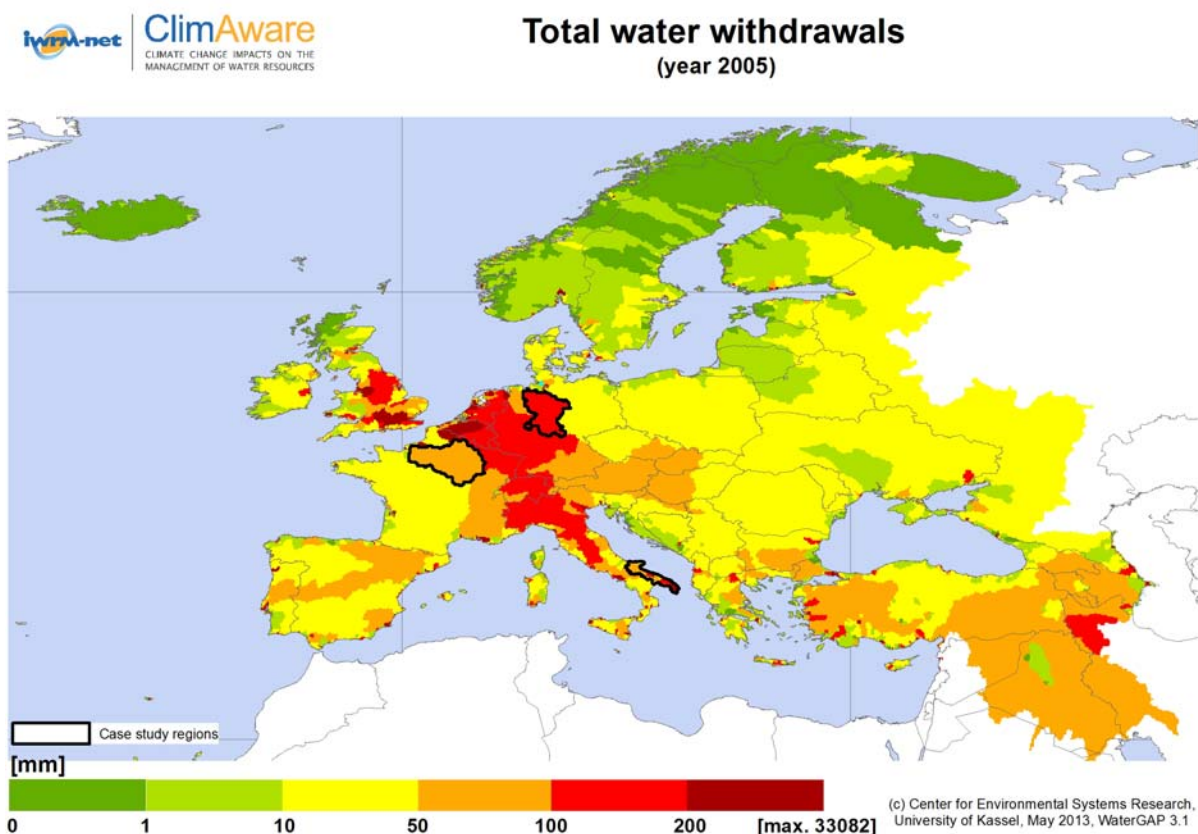 iwrm-net
ClimAware
CLIMATE CHANGE IMPACTS ON THE
MANAGEMENT OF WATER RESOURCES
Total water withdrawals
(year 2005)
Case study regions
[mm]
0 1 10 50 100 200 [max. 33082]
(c) Center for Environmental Systems Research,
University of Kassel, May 2013, WaterGAP 3.1